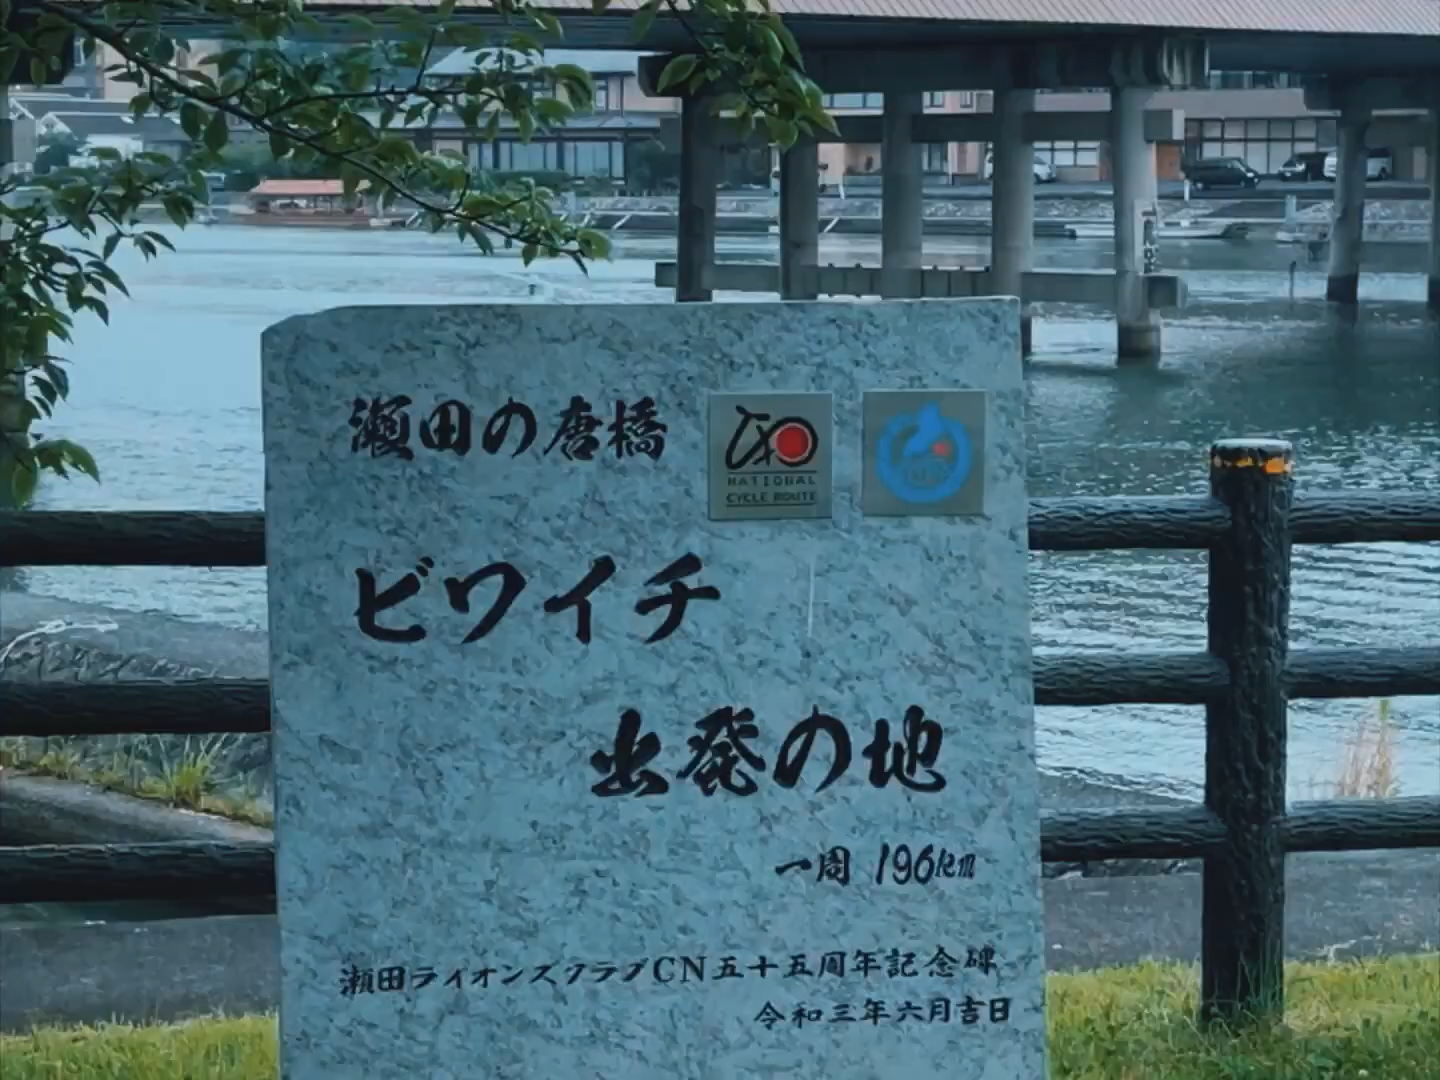 瀬田の唐橋
NATIONAL
CYCLE ROUTE
ビワイチ
出発の地
一周 196km
瀬田ライオンズクラブCN五十五周年記念碑
令和三年六月吉日